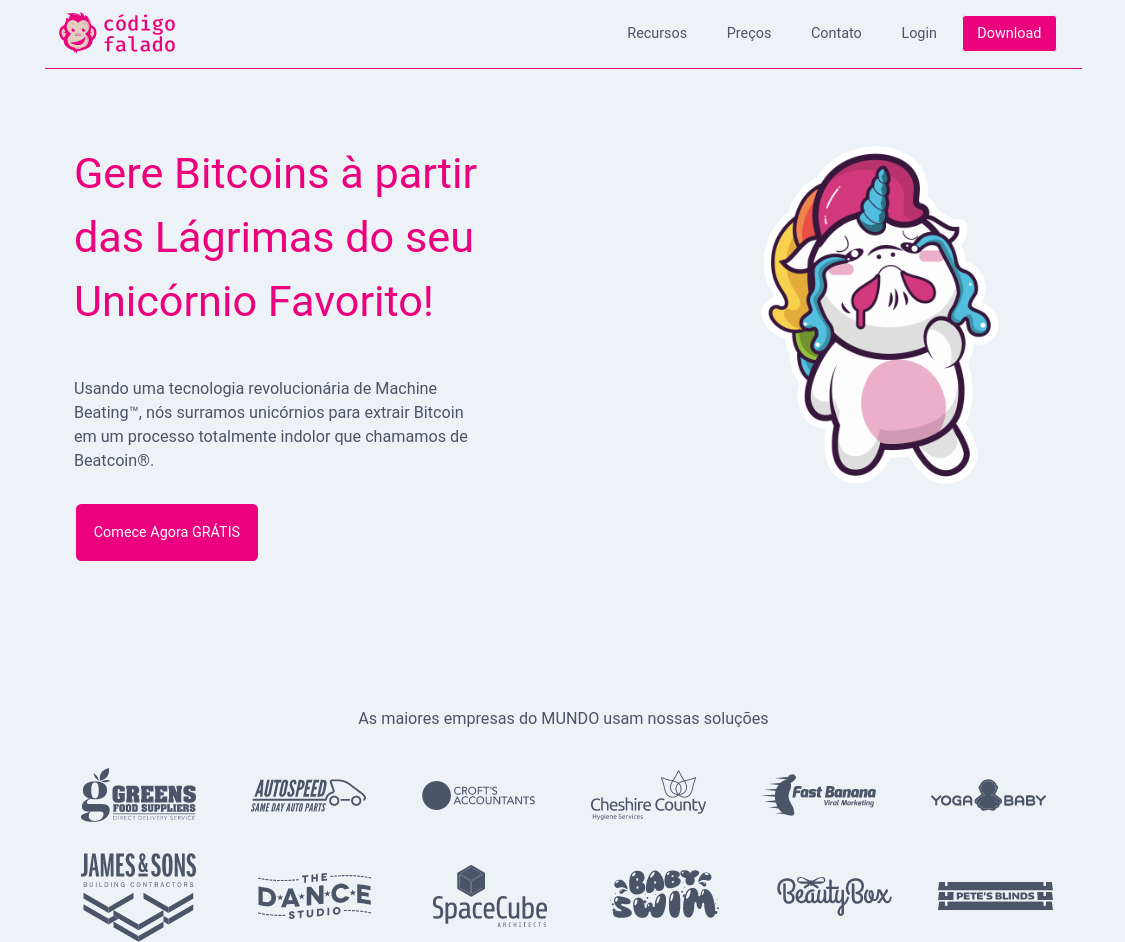 código
falado
Recursos
Preços
Contato
Login
Download
Gere Bitcoins à partir
das Lágrimas do seu
Unicórnio Favorito!
Usando uma tecnologia revolucionária de Machine
Beating™, nós surramos unicórnios para extrair Bitcoin
em um processo totalmente indolor que chamamos de
Beatcoin®.
Comece Agora GRÁTIS
As maiores empresas do MUNDO usam nossas soluções
g GREENS
FOOD SUPPLIERS
DIRECT DELIVERY SERVICE
AUTOSPEED
SAME DAY AUTO PARTS
CROFT'S
ACCOUNTANTS
Cheshire County
Hygiene Services
Fast Banana
Viral Marketing
YOGA BABY
JAMES & SONS
BUILDING CONTRACTORS
THE
DANCE
STUDIO
SpaceCube
ARCHITECTS
BABY
SWIM
BeautyBox
PETE'S BLINDS